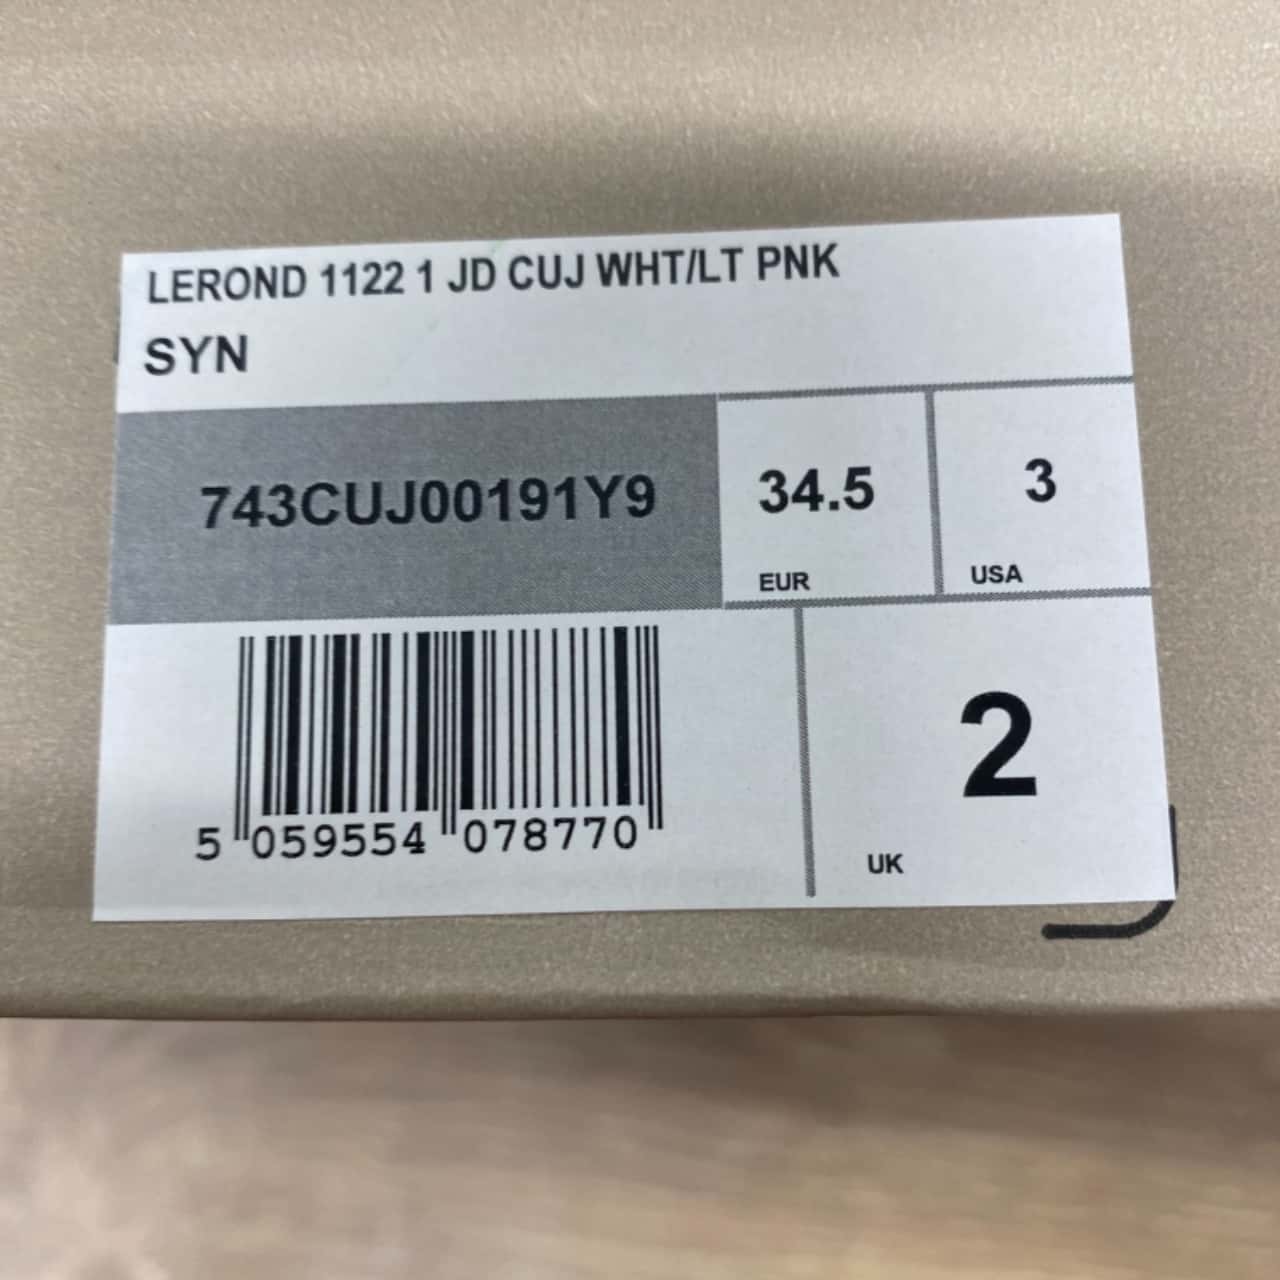 LEROND 1122 1 JD CUJ WHT/LT PNK
SYN
743CUJ00191Y9
34.5
EUR
3
USA
5 059554 078770
2
UK